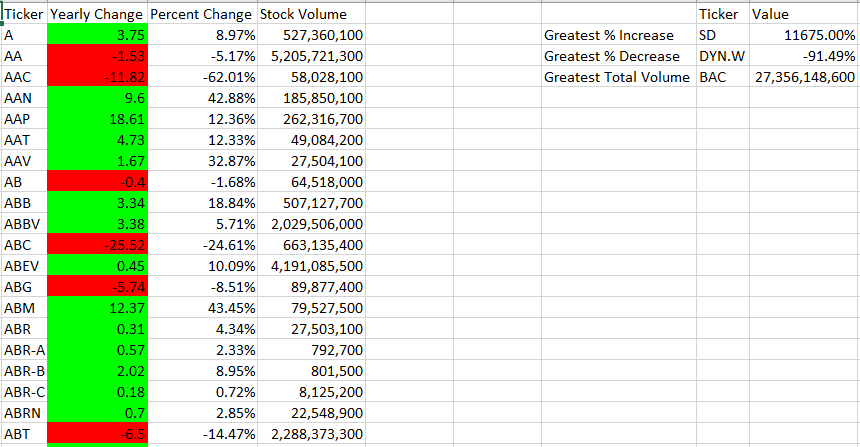 Ticker Yearly Change Percent Change Stock Volume Ticker Value
A 3.75 8.97% 527,360,100 Greatest % Increase SD 11675.00%
AA -1.53 -5.17% 5,205,721,300 Greatest % Decrease DYN.W -91.49%
AAC -11.82 -62.01% 58,028,100 Greatest Total Volume BAC 27,356,148,600
AAN 9.6 42.88% 185,850,100
AAP 18.61 12.36% 262,316,700
AAT 4.73 12.33% 49,084,200
AAV 1.67 32.87% 27,504,100
AB -0.4 -1.68% 64,518,000
ABB 3.34 18.84% 507,127,700
ABBV 3.38 5.71% 2,029,506,000
ABC -25.52 -24.61% 663,135,400
ABEV 0.45 10.09% 4,191,085,500
ABG -5.74 -8.51% 89,877,400
ABM 12.37 43.45% 79,527,500
ABR 0.31 4.34% 27,503,100
ABR-A 0.57 2.33% 792,700
ABR-B 2.02 8.95% 801,500
ABR-C 0.18 0.72% 8,125,200
ABRN 0.7 2.85% 22,548,900
ABT -6.5 -14.47% 2,288,373,300